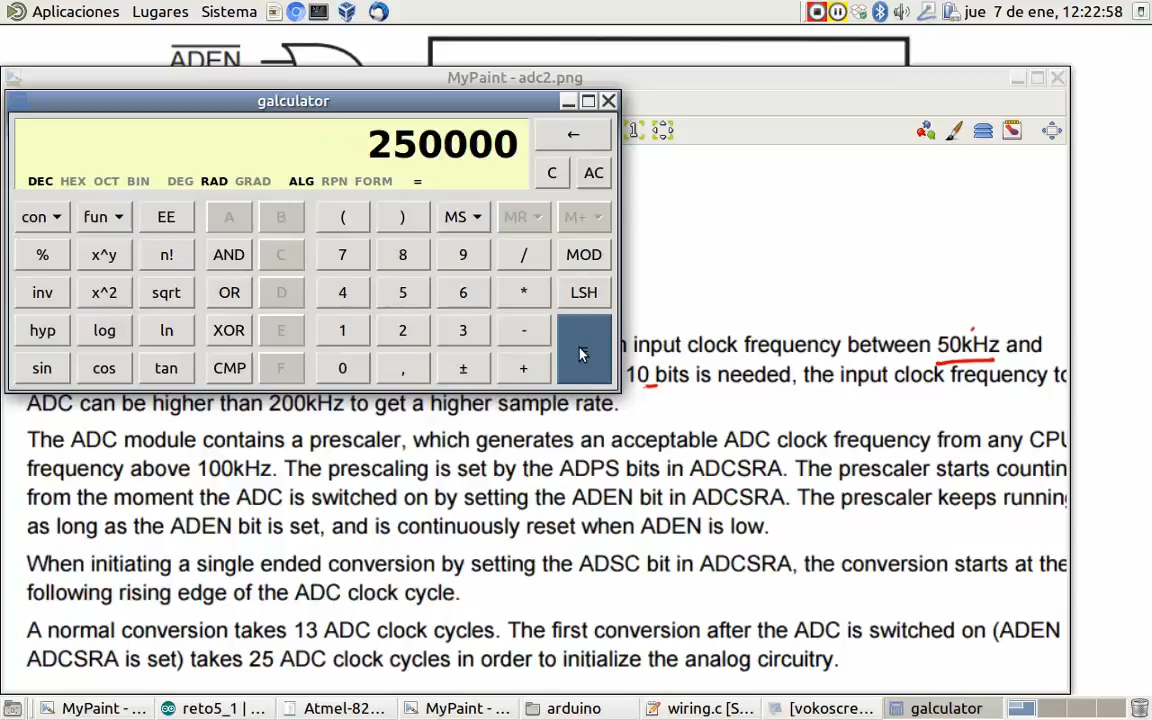 Aplicaciones Lugares Sistema jue 7 de ene, 12:22:58
ADEN
MyPaint - adc2.png
galculator
250000
←
DEC HEX OCT BIN DEG RAD GRAD ALG RPN FORM =
C AC
con fun EE A B ( ) MS MR M+
% x^y n! AND C 7 8 9 / MOD
inv x^2 sqrt OR D 4 5 6 * LSH
hyp log ln XOR E 1 2 3 - =
sin cos tan CMP F 0 , ± +
input clock frequency between 50kHz and
10 bits is needed, the input clock frequency to
ADC can be higher than 200kHz to get a higher sample rate.
The ADC module contains a prescaler, which generates an acceptable ADC clock frequency from any CPU
frequency above 100kHz. The prescaling is set by the ADPS bits in ADCSRA. The prescaler starts countin
from the moment the ADC is switched on by setting the ADEN bit in ADCSRA. The prescaler keeps running
as long as the ADEN bit is set, and is continuously reset when ADEN is low.
When initiating a single ended conversion by setting the ADSC bit in ADCSRA, the conversion starts at the
following rising edge of the ADC clock cycle.
A normal conversion takes 13 ADC clock cycles. The first conversion after the ADC is switched on (ADEN
ADCSRA is set) takes 25 ADC clock cycles in order to initialize the analog circuitry.
MyPaint - ... reto5_1 | ... Atmel-82... MyPaint - ... arduino wiring.c [S... [vokoscre... galculator